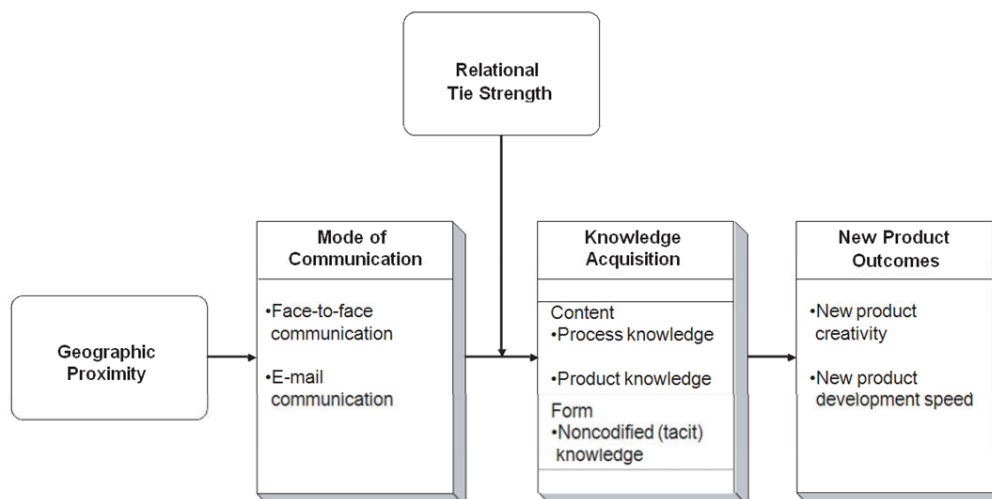 Relational
Tie Strength
Mode of
Communication
•Face-to-face
communication
•E-mail
communication
Knowledge
Acquisition
Content
•Process knowledge
•Product knowledge
Form
•Noncodified (tacit)
knowledge
New Product
Outcomes
•New product
creativity
•New product
development speed
Geographic
Proximity